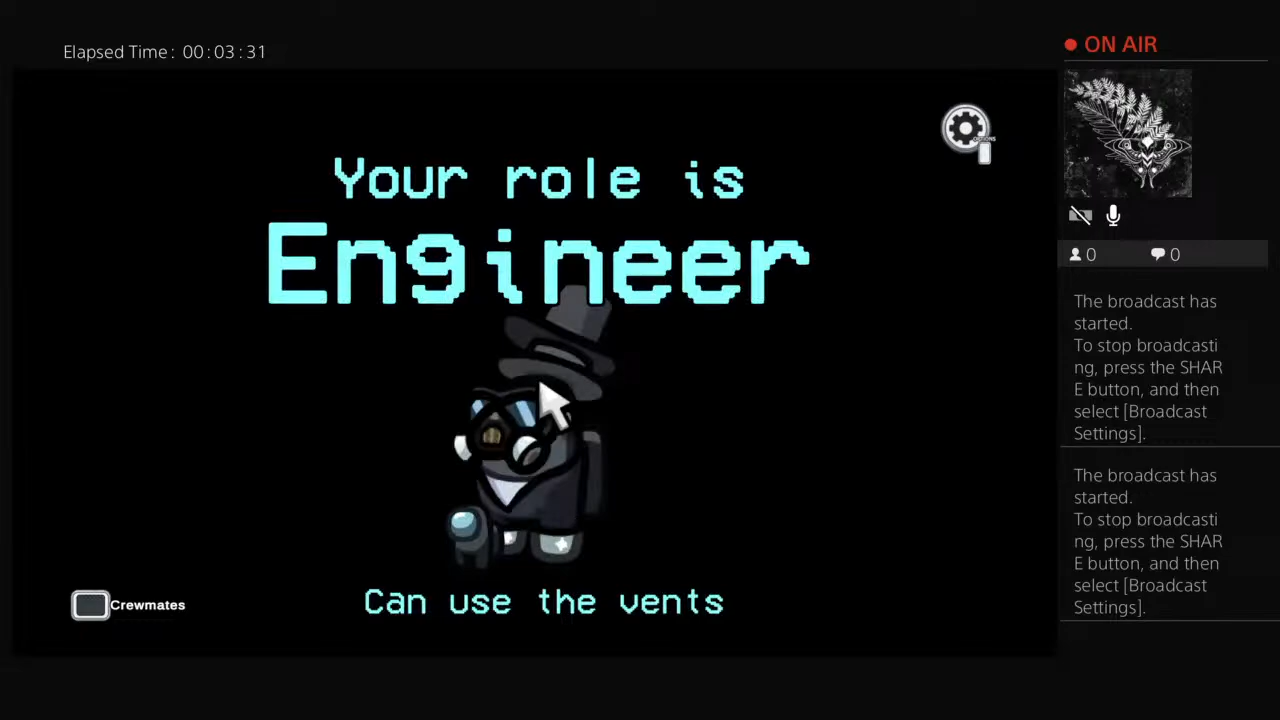 Elapsed Time: 00:03:31
ON AIR
Your role is
Engineer
OPTIONS
0
0
The broadcast has
started.
To stop broadcasti
ng, press the SHAR
E button, and then
select [Broadcast
Settings].
The broadcast has
started.
To stop broadcasti
ng, press the SHAR
E button, and then
select [Broadcast
Settings].
Crewmates
Can use the vents